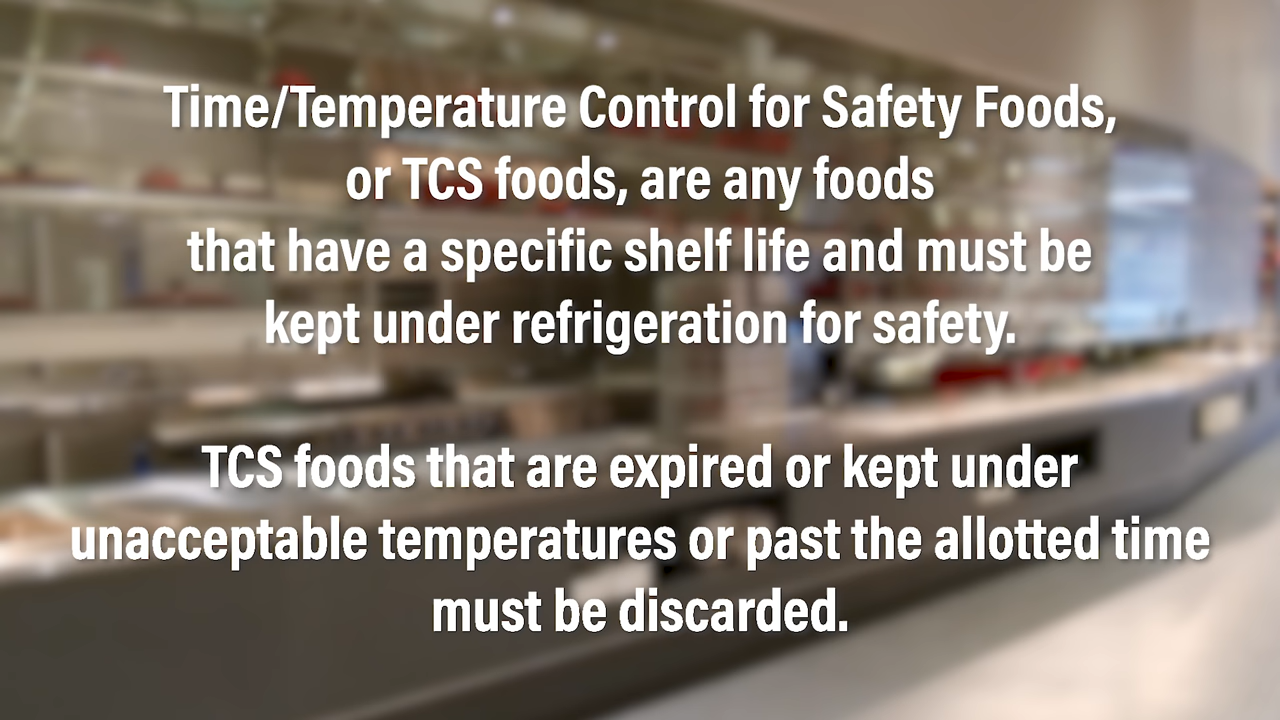 Time/Temperature Control for Safety Foods,
or TCS foods, are any foods
that have a specific shelf life and must be
kept under refrigeration for safety.
TCS foods that are expired or kept under
unacceptable temperatures or past the allotted time
must be discarded.